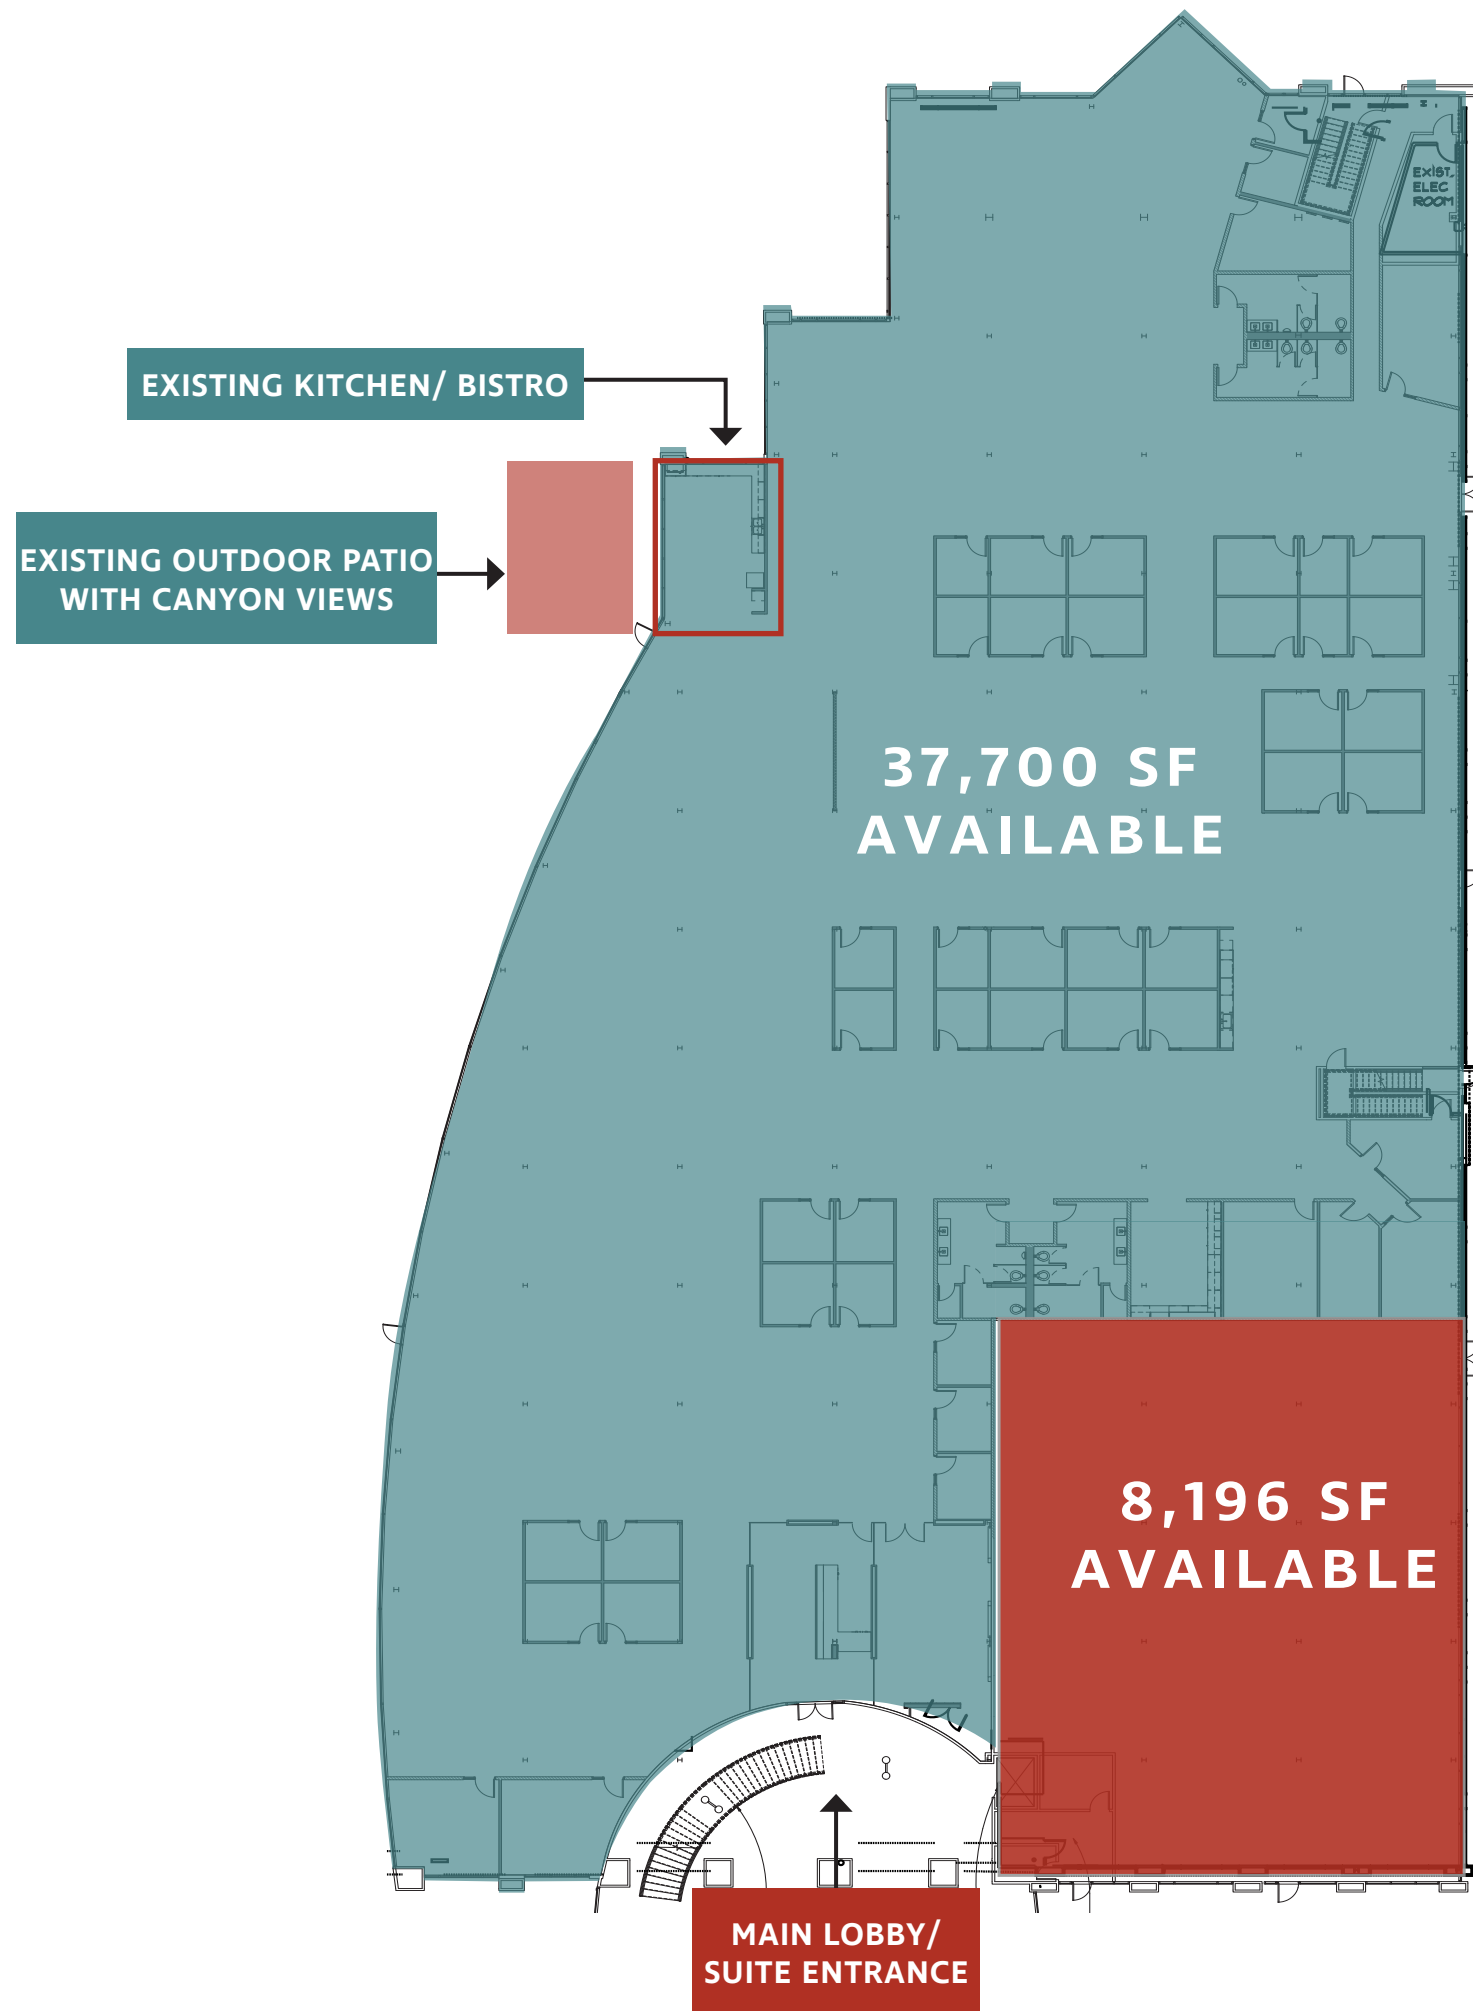 EXIST.
ELEC
ROOM
EXISTING KITCHEN/ BISTRO
EXISTING OUTDOOR PATIO
WITH CANYON VIEWS
37,700 SF
AVAILABLE
8,196 SF
AVAILABLE
MAIN LOBBY/
SUITE ENTRANCE